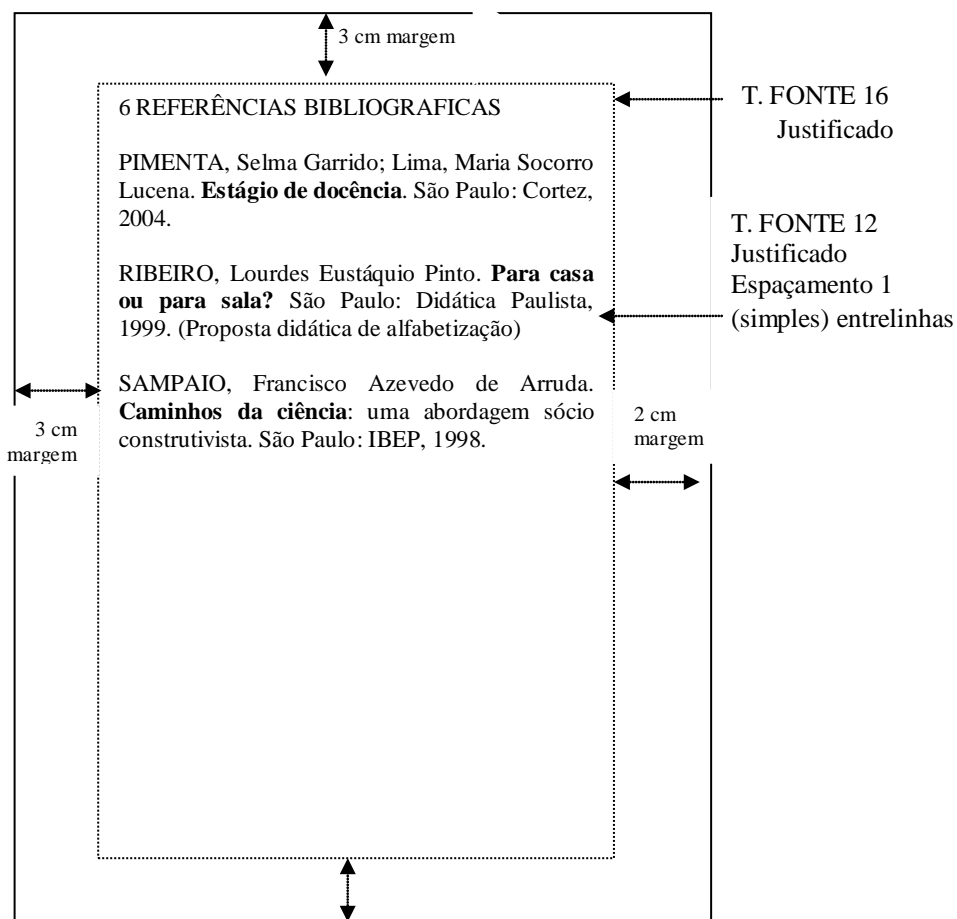 3 cm margem
6 REFERÊNCIAS BIBLIOGRAFICAS
PIMENTA, Selma Garrido; Lima, Maria Socorro
Lucena. Estágio de docência. São Paulo: Cortez,
2004.
RIBEIRO, Lourdes Eustáquio Pinto. Para casa
ou para sala? São Paulo: Didática Paulista,
1999. (Proposta didática de alfabetização)
SAMPAIO, Francisco Azevedo de Arruda.
Caminhos da ciência: uma abordagem sócio
construtivista. São Paulo: IBEP, 1998.
T. FONTE 16
Justificado
T. FONTE 12
Justificado
Espaçamento 1
(simples) entrelinhas
3 cm
margem
2 cm
margem